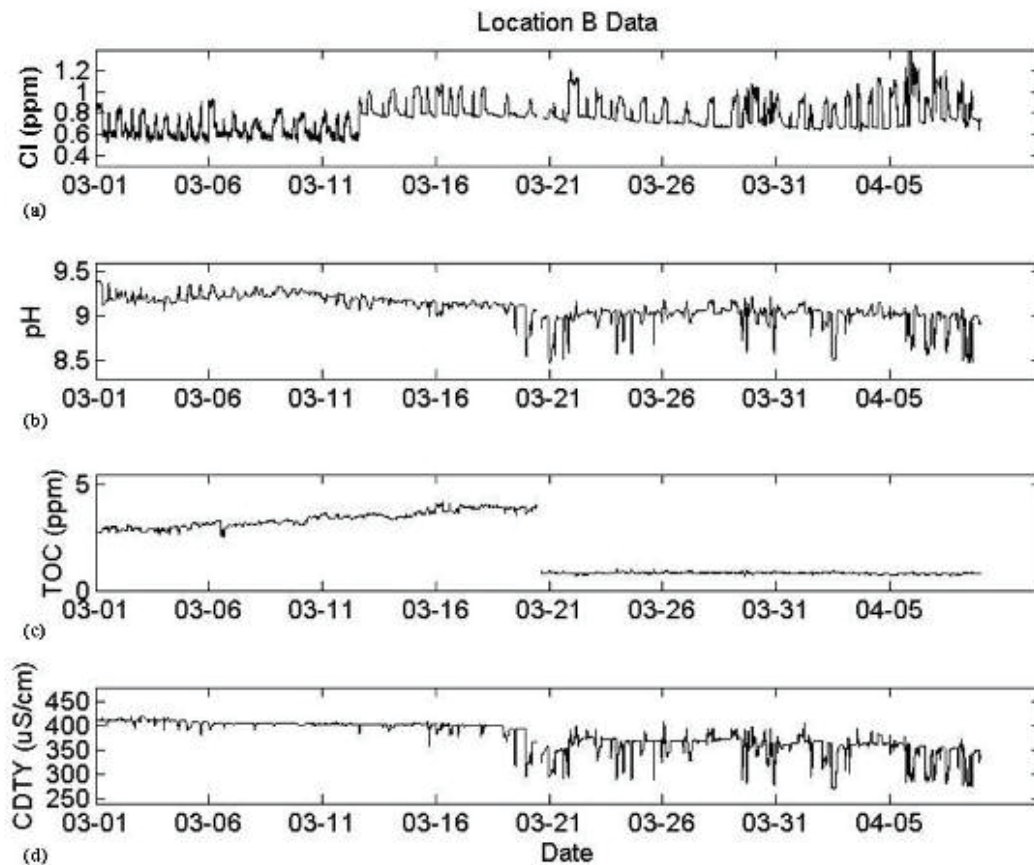 Location B Data
Cl (ppm)
1.2
1
0.8
0.6
0.4
03-01 03-06 03-11 03-16 03-21 03-26 03-31 04-05
(a)
pH
9.5
9
8.5
03-01 03-06 03-11 03-16 03-21 03-26 03-31 04-05
(b)
TOC (ppm)
5
0
03-01 03-06 03-11 03-16 03-21 03-26 03-31 04-05
(c)
CDTY (uS/cm)
450
400
350
300
250
03-01 03-06 03-11 03-16 03-21 03-26 03-31 04-05
Date
(d)